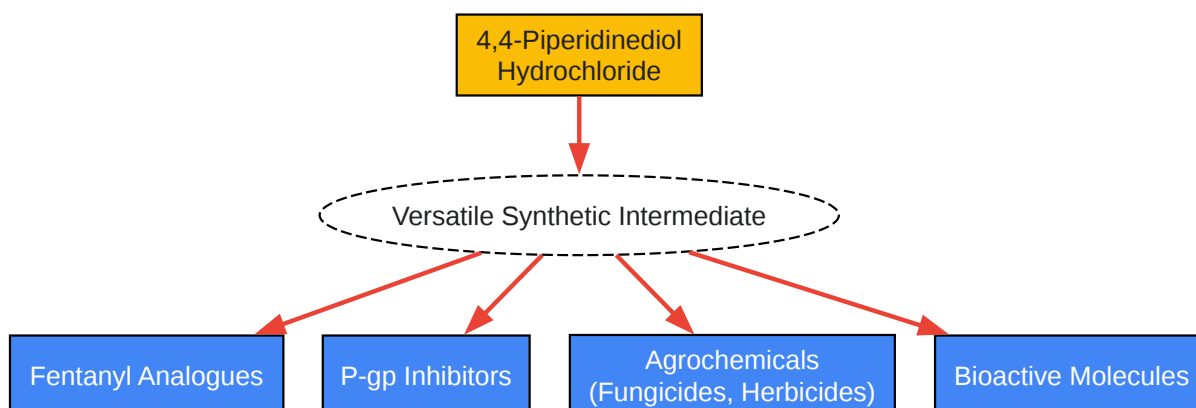 4,4-Piperidinediol
Hydrochloride
Versatile Synthetic Intermediate
Fentanyl Analogues
P-gp Inhibitors
Agrochemicals
(Fungicides, Herbicides)
Bioactive Molecules